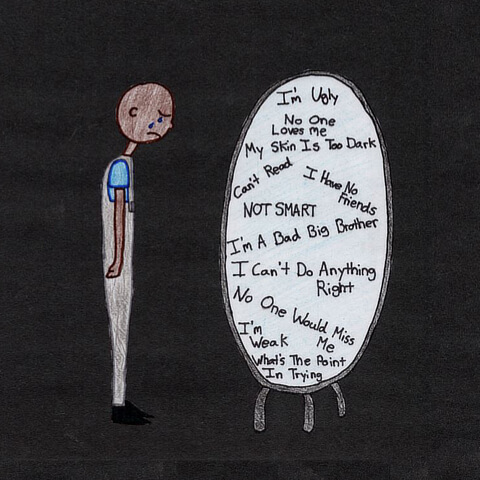 I'm Ugly
No One
Loves me
My Skin Is Too Dark
Can't Read
I Have No
Friends
NOT SMART
I'm A Bad Big Brother
I Can't Do Anything
Right
No One Would Miss
Me
I'm
Weak
What's The Point
In Trying